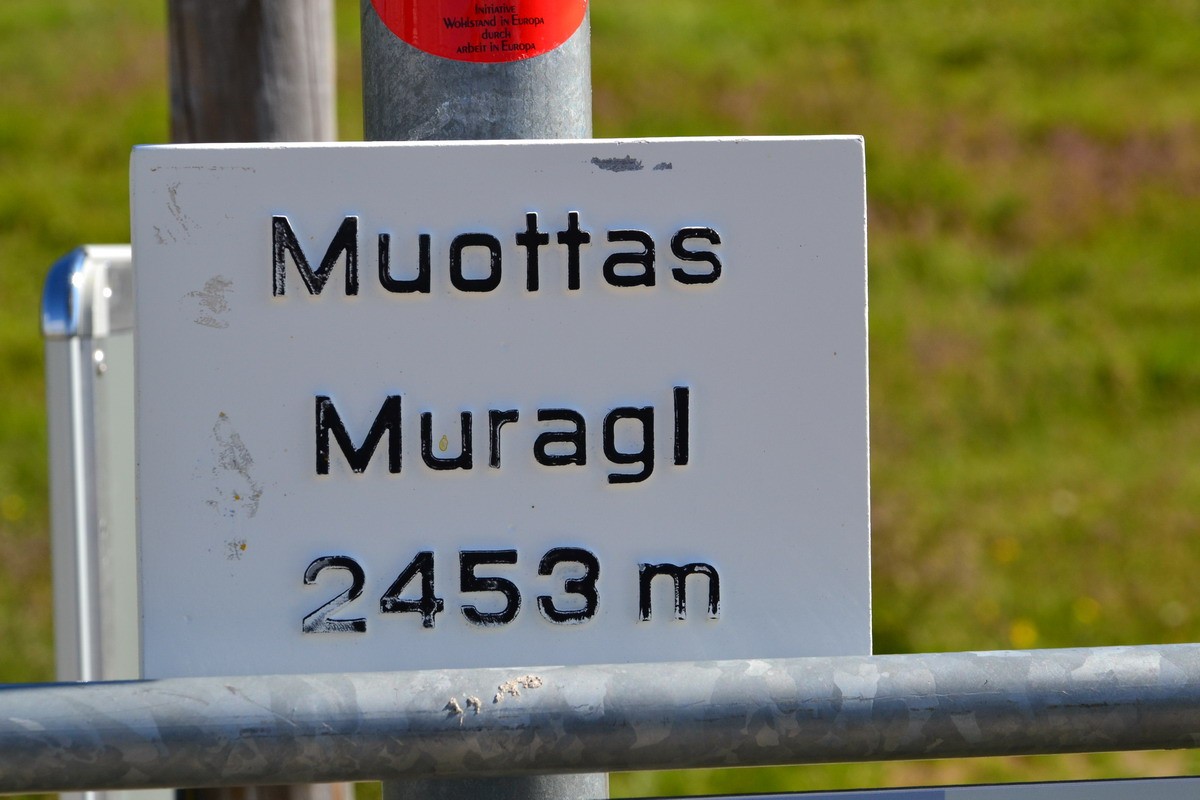 Initiative
Wohlstand in Europa
durch
arbeit in Europa
Muottas
Muragl
2453 m